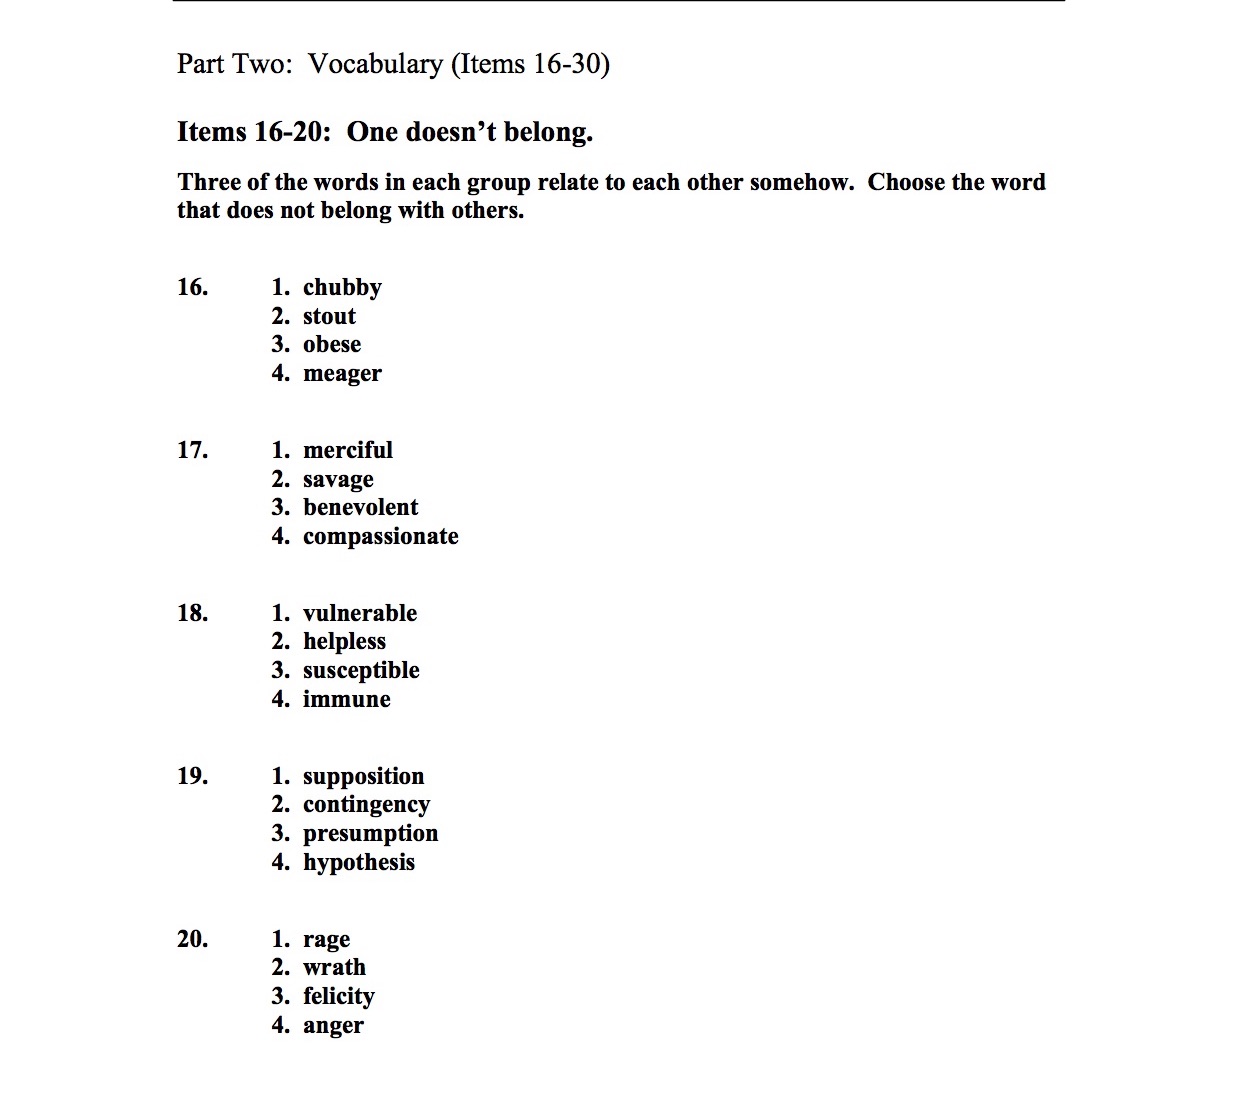 Part Two:  Vocabulary (Items 16-30)
Items 16-20:  One doesn’t belong.
Three of the words in each group relate to each other somehow.  Choose the word
that does not belong with others.
16. 1. chubby
2. stout
3. obese
4. meager
17. 1. merciful
2. savage
3. benevolent
4. compassionate
18. 1. vulnerable
2. helpless
3. susceptible
4. immune
19. 1. supposition
2. contingency
3. presumption
4. hypothesis
20. 1. rage
2. wrath
3. felicity
4. anger